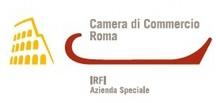 Camera di Commercio
Roma
IRFI
Azienda Speciale